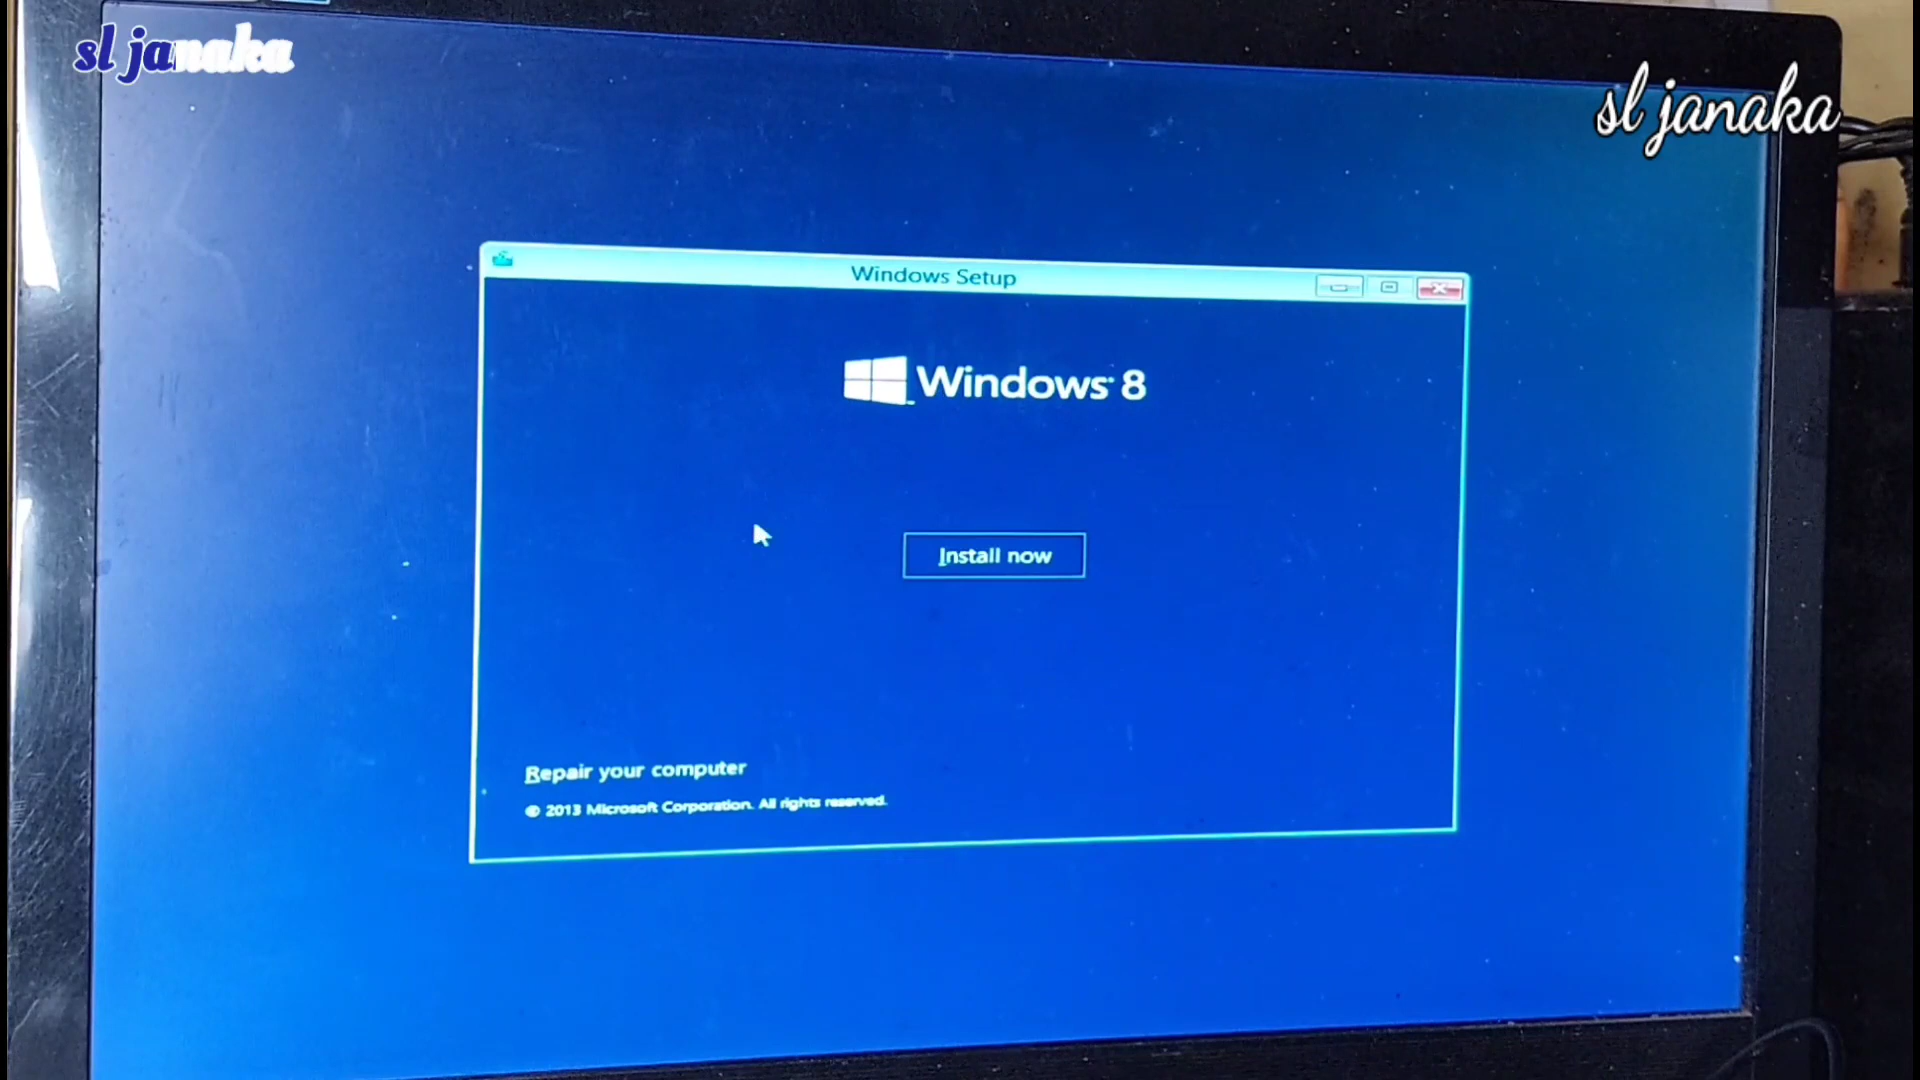 sl janaka
sl janaka
Windows Setup
Windows 8
Install now
Repair your computer
© 2013 Microsoft Corporation. All rights reserved.